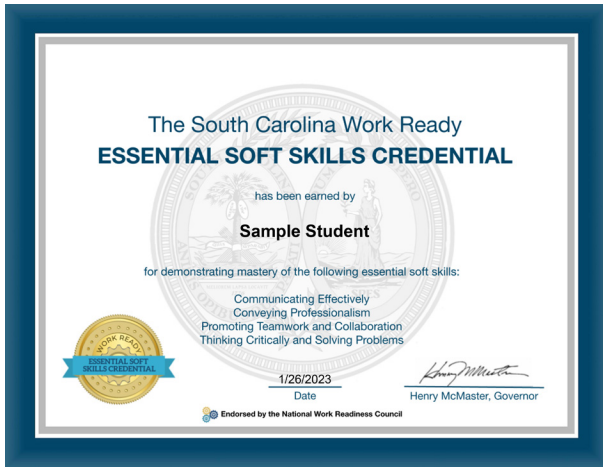 The South Carolina Work Ready
ESSENTIAL SOFT SKILLS CREDENTIAL
has been earned by
Sample Student
for demonstrating mastery of the following essential soft skills:
Communicating Effectively
Conveying Professionalism
Promoting Teamwork and Collaboration
Thinking Critically and Solving Problems
WORK READY
ESSENTIAL SOFT
SKILLS CREDENTIAL
1/26/2023
Date
Henry McMaster
Henry McMaster, Governor
Endorsed by the National Work Readiness Council